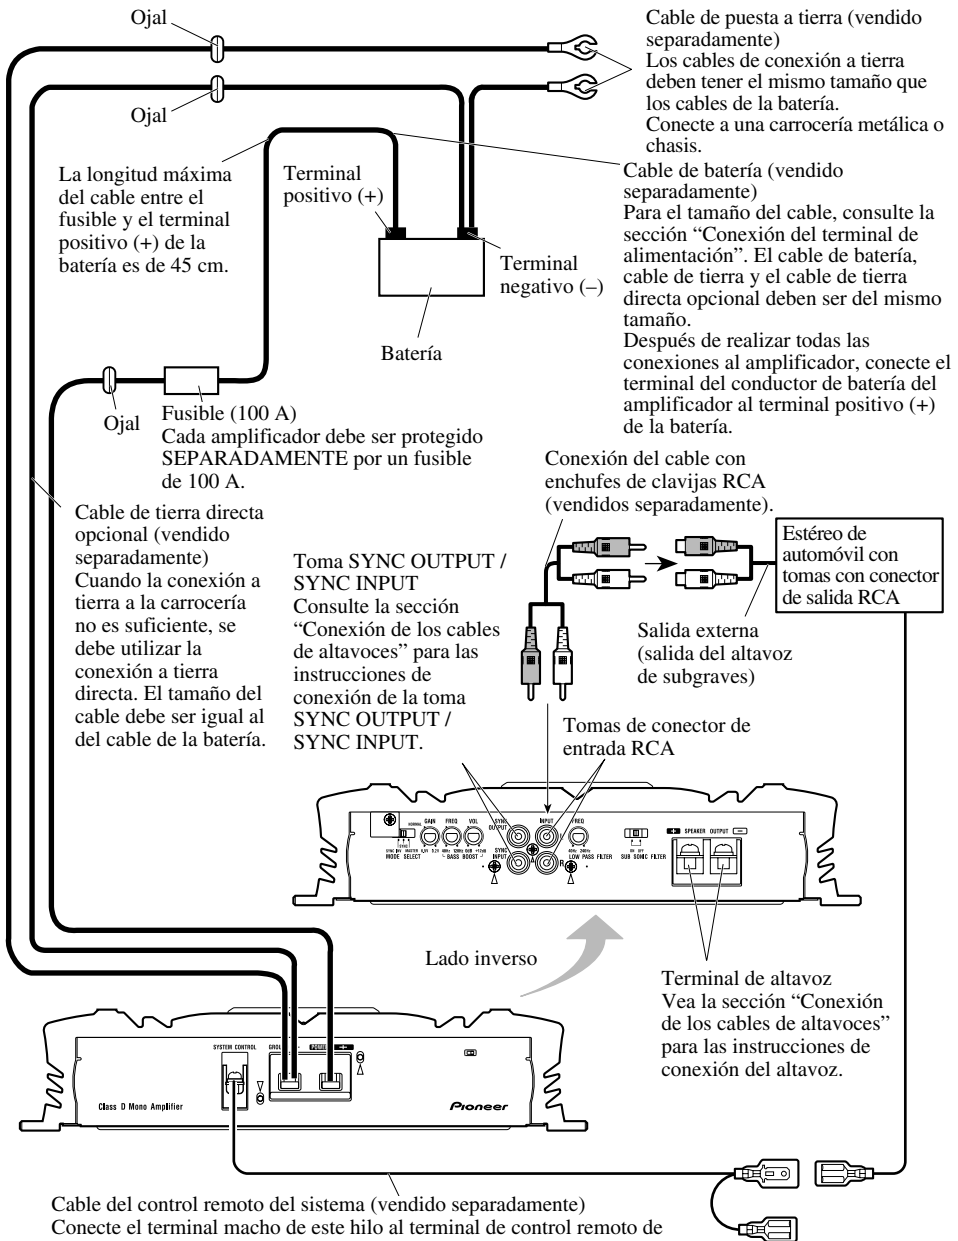 Ojal
Cable de puesta a tierra (vendido
separadamente)
Los cables de conexión a tierra
deben tener el mismo tamaño que
los cables de la batería.
Conecte a una carrocería metálica o
chasis.
Ojal
La longitud máxima
del cable entre el
fusible y el terminal
positivo (+) de la
batería es de 45 cm.
Terminal
positivo (+)
Cable de batería (vendido
separadamente)
Para el tamaño del cable, consulte la
sección “Conexión del terminal de
alimentación”. El cable de batería,
cable de tierra y el cable de tierra
directa opcional deben ser del mismo
tamaño.
Después de realizar todas las
conexiones al amplificador, conecte el
terminal del conductor de batería del
amplificador al terminal positivo (+)
de la batería.
Terminal
negativo (–)
Batería
Ojal
Fusible (100 A)
Cada amplificador debe ser protegido
SEPARADAMENTE por un fusible
de 100 A.
Conexión del cable con
enchufes de clavijas RCA
(vendidos separadamente).
Cable de tierra directa
opcional (vendido
separadamente)
Cuando la conexión a
tierra a la carrocería
no es suficiente, se
debe utilizar la
conexión a tierra
directa. El tamaño del
cable debe ser igual al
del cable de la batería.
Toma SYNC OUTPUT /
SYNC INPUT
Consulte la sección
“Conexión de los cables
de altavoces” para las
instrucciones de
conexión de la toma
SYNC OUTPUT /
SYNC INPUT.
Estéreo de
automóvil con
tomas con conector
de salida RCA
Salida externa
(salida del altavoz
de subgraves)
Tomas de conector de
entrada RCA
NORMAL GAIN FREQ VOL SYNC OUTPUT INPUT FREQ
SPEAKER OUTPUT
SYNC INV SYNC MASTER
MODE SELECT BASS BOOST SYNC INPUT R LOW PASS FILTER
ON OFF
SUB SONIC FILTER
Lado inverso
Terminal de altavoz
Vea la sección “Conexión
de los cables de altavoces”
para las instrucciones de
conexión del altavoz.
SYSTEM CONTROL POWER
Class D Mono Amplifier
Pioneer
Cable del control remoto del sistema (vendido separadamente)
Conecte el terminal macho de este hilo al terminal de control remoto de